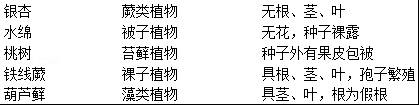 银杏 蕨类植物 无根、茎、叶
水绵 被子植物 无花，种子裸露
桃树 苔藓植物 种子外有果皮包被
铁线蕨 裸子植物 具根、茎、叶，孢子繁殖
葫芦藓 藻类植物 具茎、叶，根为假根